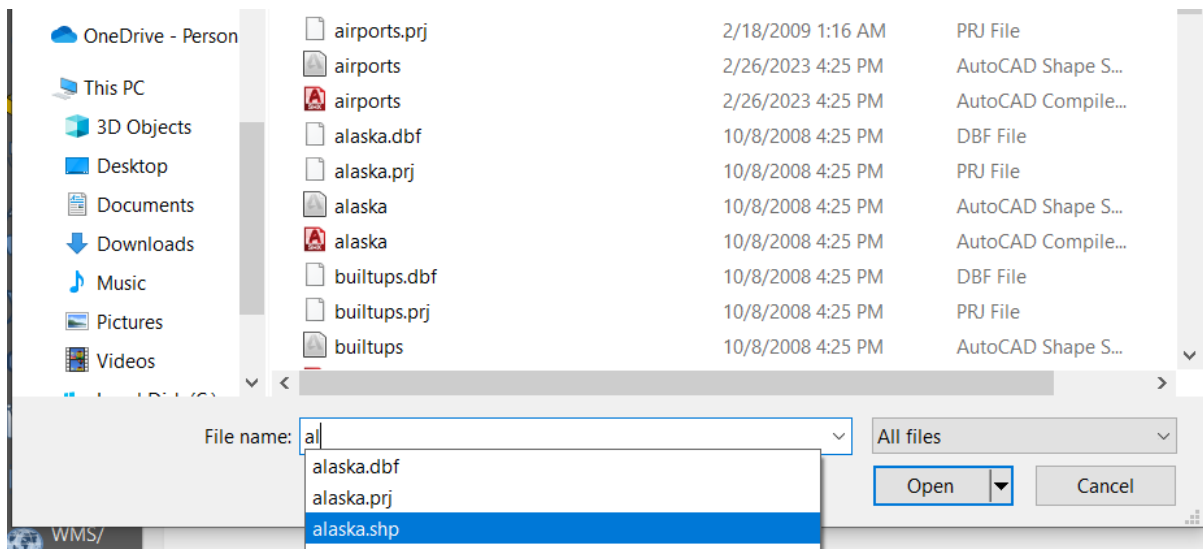 OneDrive - Person
This PC
3D Objects
Desktop
Documents
Downloads
Music
Pictures
Videos
airports.prj 2/18/2009 1:16 AM PRJ File
airports 2/26/2023 4:25 PM AutoCAD Shape S...
airports 2/26/2023 4:25 PM AutoCAD Compile...
alaska.dbf 10/8/2008 4:25 PM DBF File
alaska.prj 10/8/2008 4:25 PM PRJ File
alaska 10/8/2008 4:25 PM AutoCAD Shape S...
alaska 10/8/2008 4:25 PM AutoCAD Compile...
builtups.dbf 10/8/2008 4:25 PM DBF File
builtups.prj 10/8/2008 4:25 PM PRJ File
builtups 10/8/2008 4:25 PM AutoCAD Shape S...
File name: al All files
alaska.dbf
alaska.prj
alaska.shp
Open Cancel
WMS/